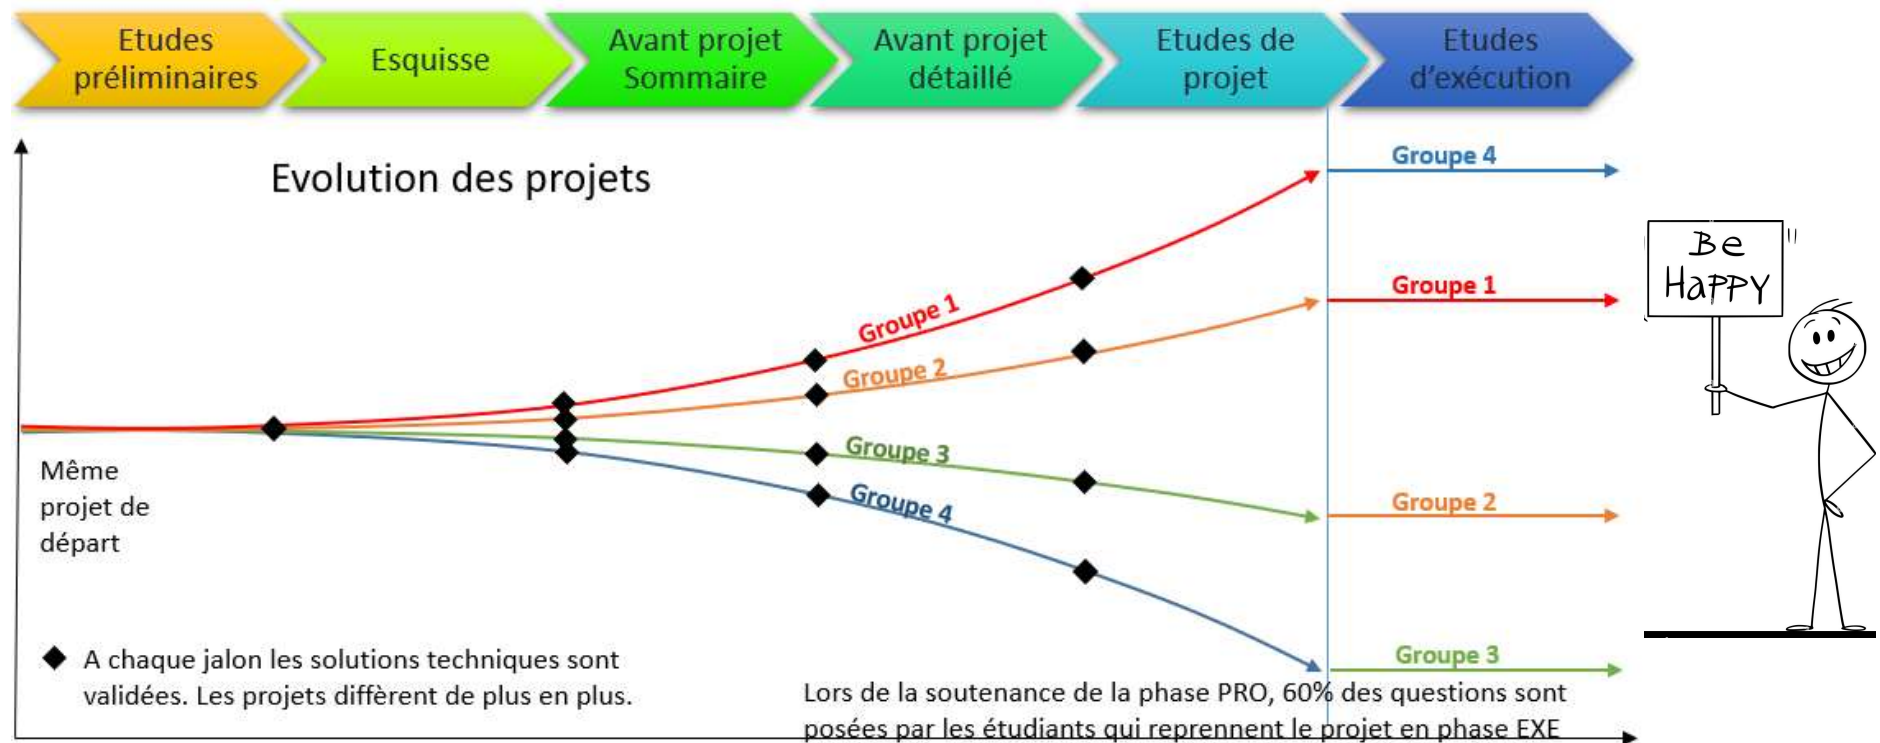 Etudes
préliminaires
Esquisse
Avant projet
Sommaire
Avant projet
détaillé
Etudes de
projet
Etudes
d'exécution
Evolution des projets
Groupe 4
Groupe 1
Groupe 2
Groupe 3
Groupe 1
Groupe 2
Groupe 3
Groupe 4
Be
Happy
Même
projet de
départ
A chaque jalon les solutions techniques sont
validées. Les projets diffèrent de plus en plus.
Lors de la soutenance de la phase PRO, 60% des questions sont
posées par les étudiants qui reprennent le projet en phase EXE